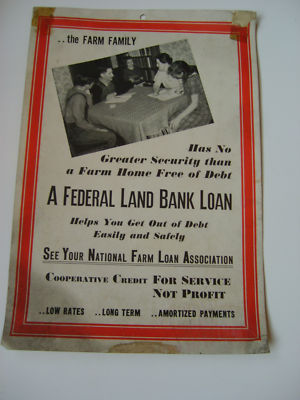 ..the FARM FAMILY
Has No
Greater Security than
a Farm Home Free of Debt
A FEDERAL LAND BANK LOAN
Helps You Get Out of Debt
Easily and Safely
SEE YOUR NATIONAL FARM LOAN ASSOCIATION
COOPERATIVE CREDIT FOR SERVICE
NOT PROFIT
..LOW RATES ..LONG TERM ..AMORTIZED PAYMENTS